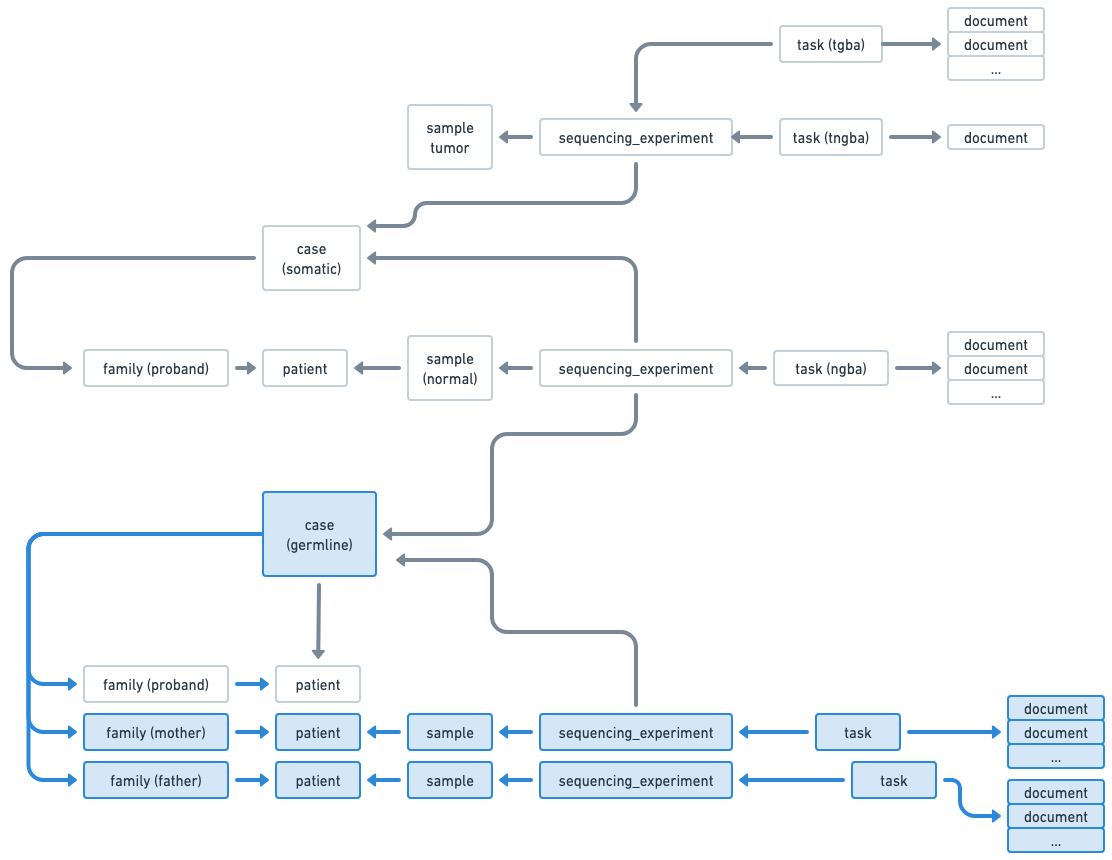 document
task (tgba)
document
...
sample
tumor
sequencing_experiment
task (tngba)
document
case
(somatic)
document
family (proband)
patient
sample
(normal)
sequencing_experiment
task (ngba)
document
...
case
(germline)
family (proband)
patient
document
family (mother)
patient
sample
sequencing_experiment
task
document
...
family (father)
patient
sample
sequencing_experiment
task
document
document
...